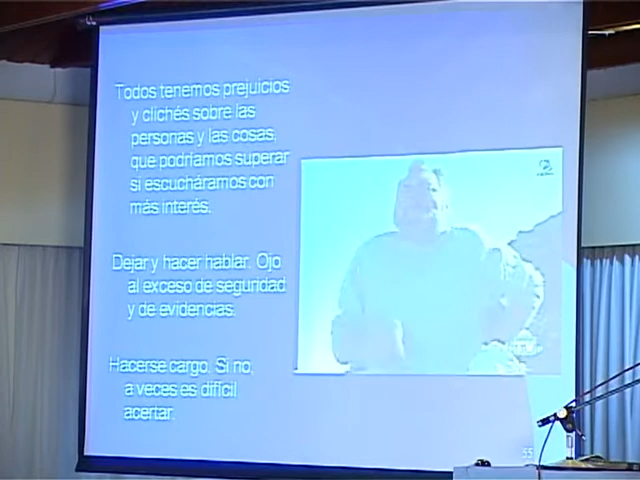 Todos tenemos prejuicios
y clichés sobre las
personas y las cosas,
que podríamos superar
si escucháramos con
más interés.
Dejar y hacer hablar. Ojo
al exceso de seguridad
y de evidencias.
Hacerse cargo. Si no,
a veces es difícil
acertar.
55